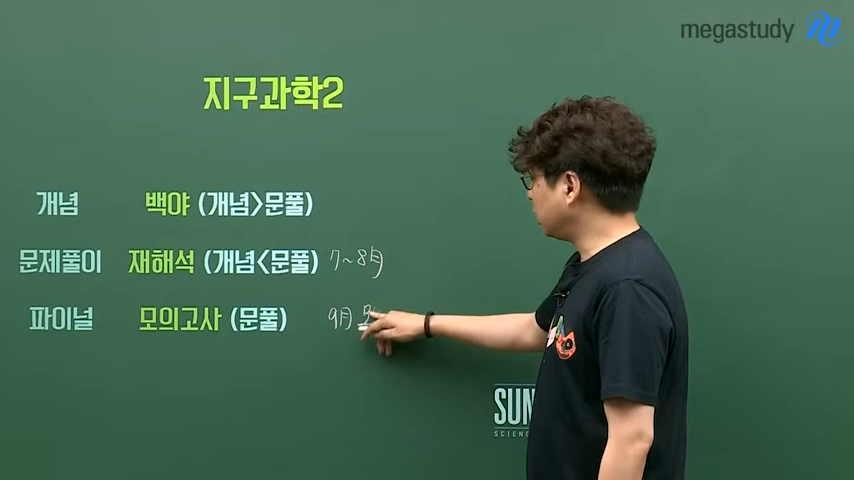 megastudy
지구과학2
개념 백야 (개념>문풀)
문제풀이 재해석 (개념<문풀) 7~8月
파이널 모의고사 (문풀) 9月
SUN
SCIENC